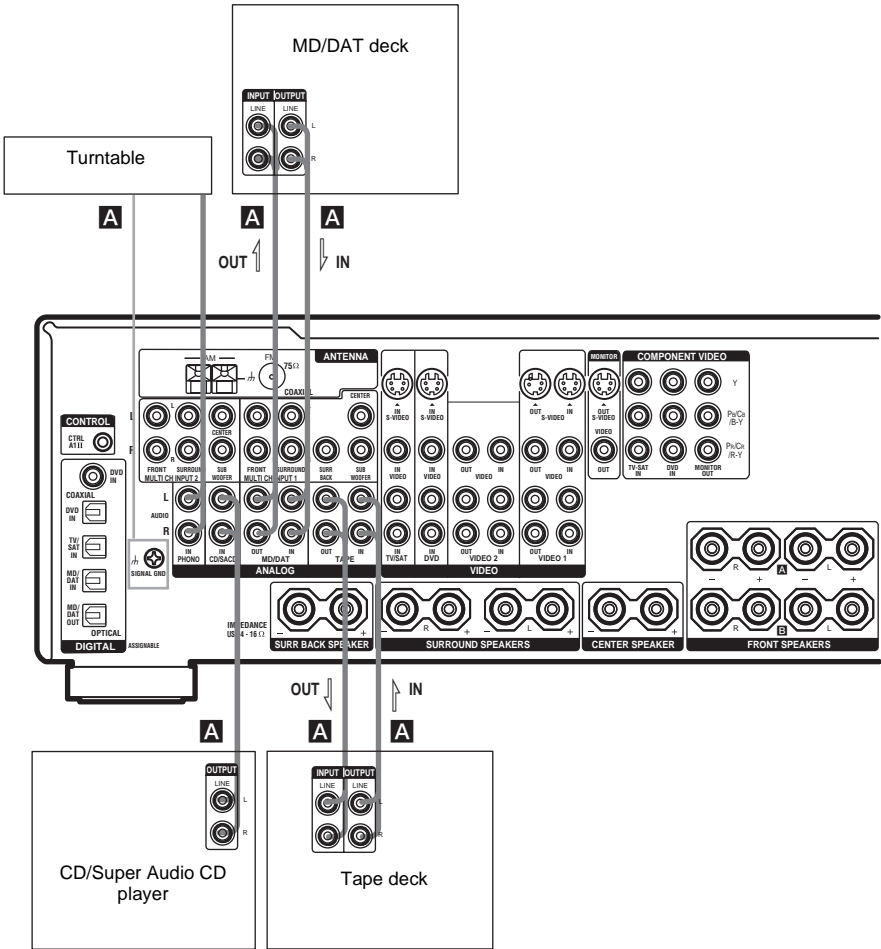 MD/DAT deck
INPUT OUTPUT
LINE LINE
L
R
Turntable
A A A
OUT IN
AM
FM
75Ω
COAXIAL
ANTENNA
MONITOR
COMPONENT VIDEO
L
L
CENTER
CENTER
IN
S-VIDEO
IN
S-VIDEO
OUT IN
S-VIDEO
OUT
S-VIDEO
VIDEO
OUT
Y
PB/CB
/B-Y
PR/CR
/R-Y
TV-SAT
IN
DVD
IN
MONITOR
OUT
CONTROL
CTRL
A1II
R
R
FRONT SURROUND SUB
WOOFER
MULTI CH INPUT 2
FRONT SURROUND SURR
BACK
SUB
WOOFER
MULTI CH INPUT 1
IN
VIDEO
IN
VIDEO
OUT IN
VIDEO
OUT IN
VIDEO
DVD
IN
COAXIAL
DVD
IN
TV/
SAT
IN
MD/
DAT
IN
MD/
DAT
OUT
OPTICAL
DIGITAL
ASSIGNABLE
L
AUDIO
R
SIGNAL GND
IN
PHONO
IN
CD/SACD
OUT IN
MD/DAT
OUT IN
TAPE
ANALOG
IN
TV/SAT
IN
DVD
OUT IN
VIDEO 2
OUT IN
VIDEO 1
VIDEO
R A L
– + – +
R B L
IMPEDANCE
USE 4 - 16 Ω
– +
SURR BACK SPEAKER
– R + – L +
SURROUND SPEAKERS
– +
CENTER SPEAKER
FRONT SPEAKERS
OUT IN
A A A
OUTPUT
LINE
L
R
CD/Super Audio CD
player
INPUT OUTPUT
LINE LINE
L
R
Tape deck